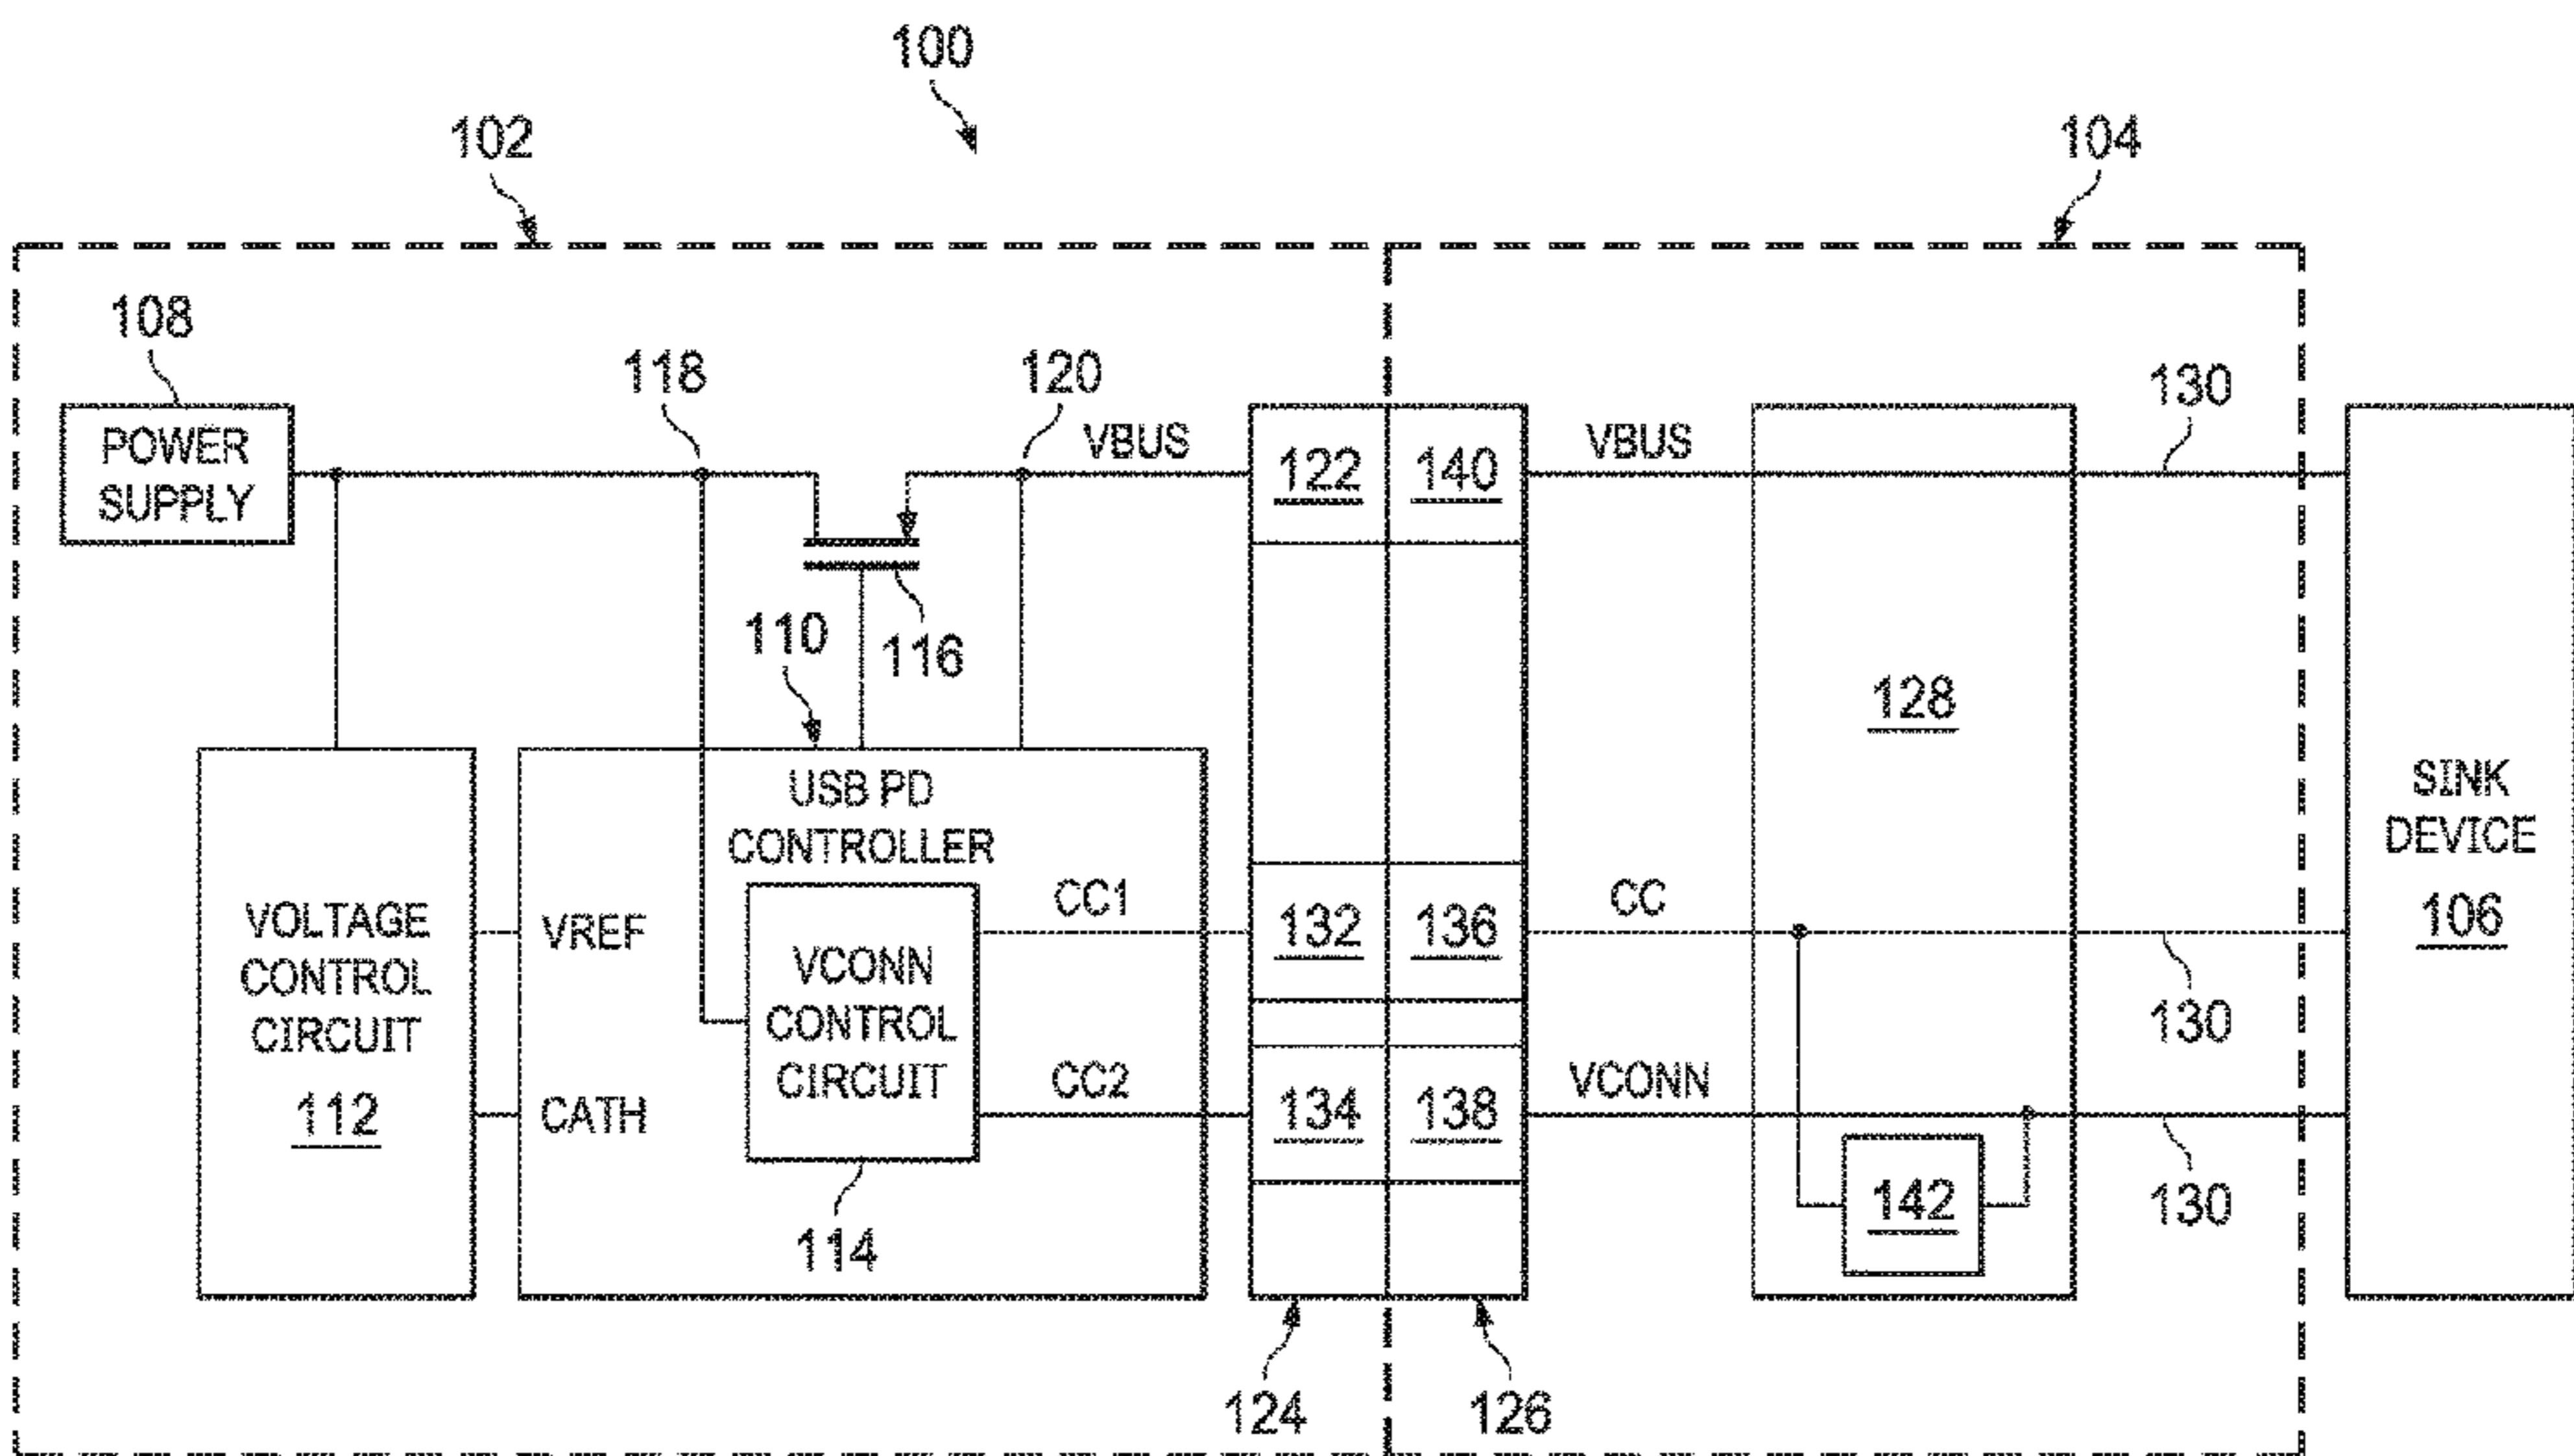 100
102
104
108
118
120
130
POWER
SUPPLY
VBUS
122
140
VBUS
110
116
128
USB PD
CONTROLLER
SINK
DEVICE
106
VOLTAGE
CONTROL
CIRCUIT
112
VREF
CATH
VCONN
CONTROL
CIRCUIT
CC1
CC2
132
136
CC
130
134
138
VCONN
142
130
114
124
126